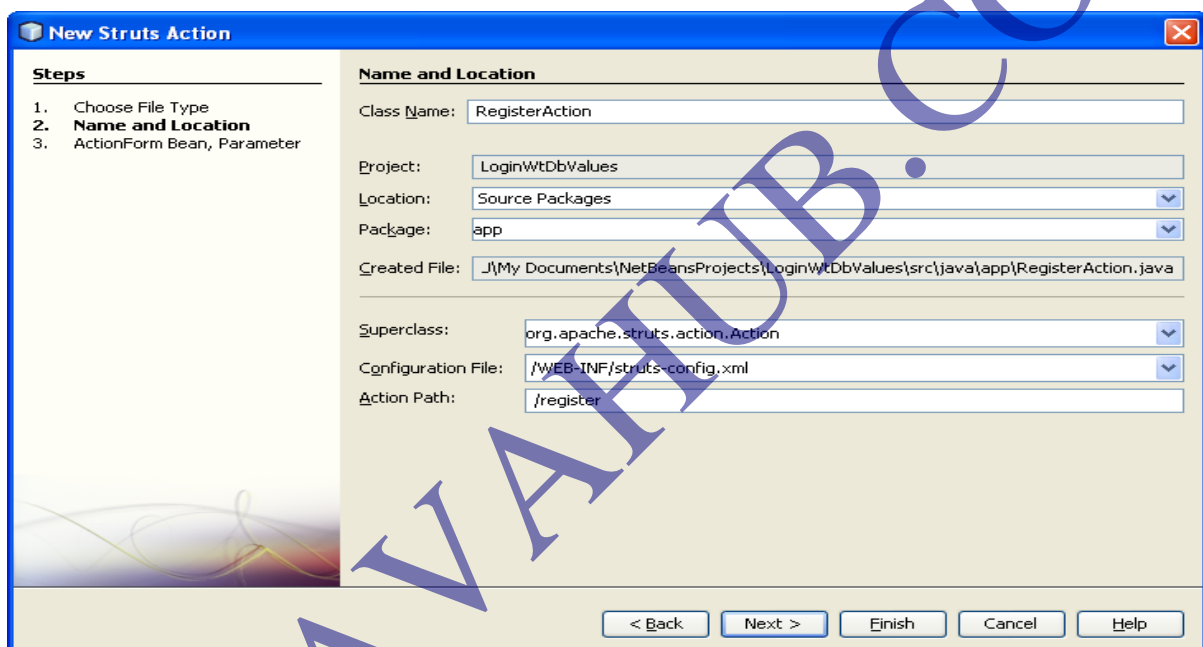 New Struts Action
Steps
1. Choose File Type
2. Name and Location
3. ActionForm Bean, Parameter
Name and Location
Class Name: RegisterAction
Project: LoginWtDbValues
Location: Source Packages
Package: app
Created File: J\My Documents\NetBeansProjects\LoginWtDbValues\src\java\app\RegisterAction.java
Superclass: org.apache.struts.action.Action
Configuration File: /WEB-INF/struts-config.xml
Action Path: /register
< Back Next > Finish Cancel Help
AVAHUB.CO